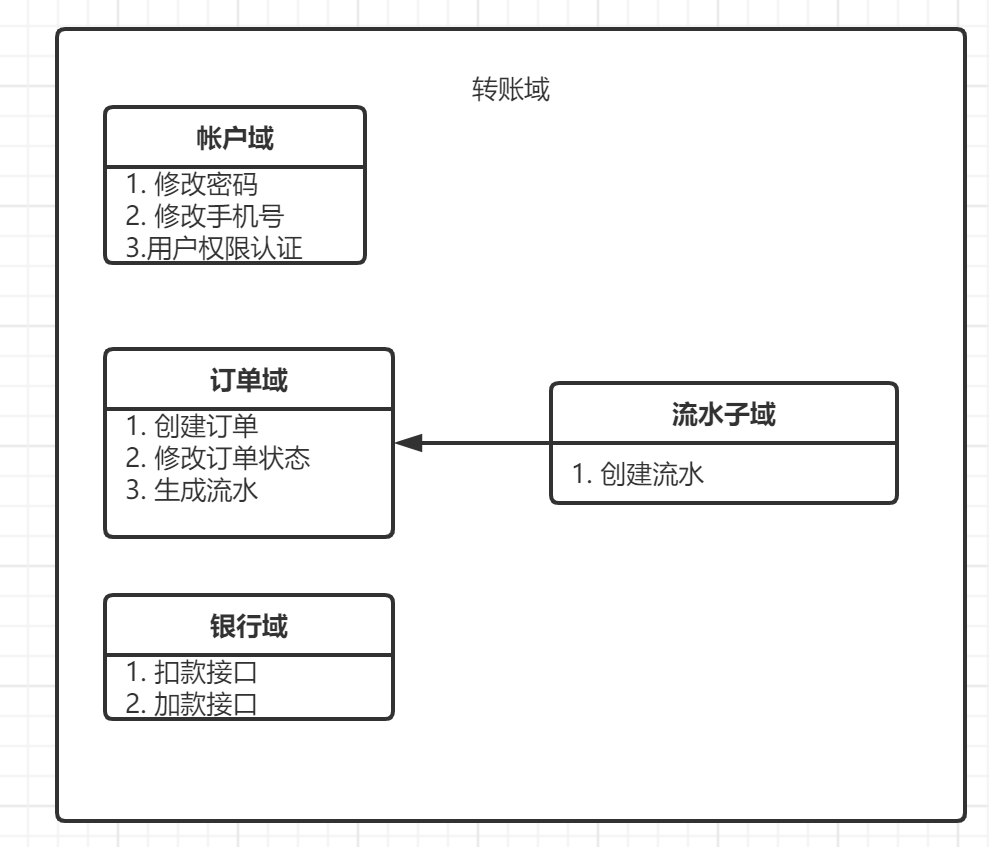 转账域
帐户域
1. 修改密码
2. 修改手机号
3.用户权限认证
订单域
1. 创建订单
2. 修改订单状态
3. 生成流水
流水子域
1. 创建流水
银行域
1. 扣款接口
2. 加款接口